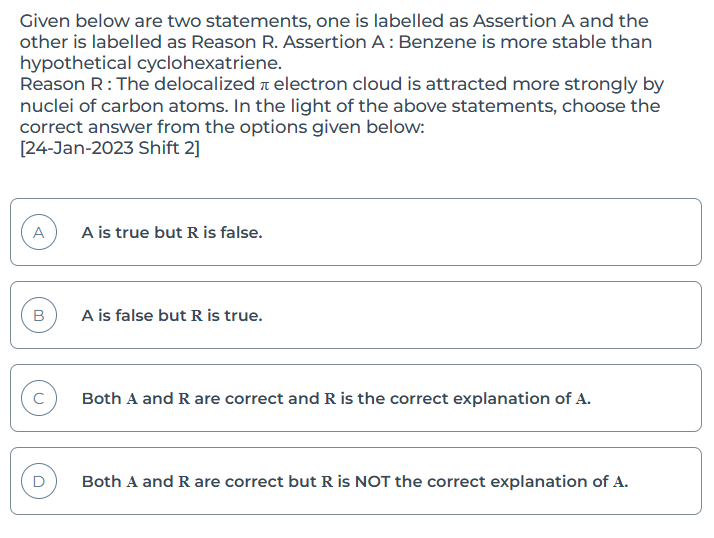 Given below are two statements, one is labelled as Assertion A and the
other is labelled as Reason R. Assertion A : Benzene is more stable than
hypothetical cyclohexatriene.
Reason R : The delocalized π electron cloud is attracted more strongly by
nuclei of carbon atoms. In the light of the above statements, choose the
correct answer from the options given below:
[24-Jan-2023 Shift 2]
A A is true but R is false.
B A is false but R is true.
C Both A and R are correct and R is the correct explanation of A.
D Both A and R are correct but R is NOT the correct explanation of A.